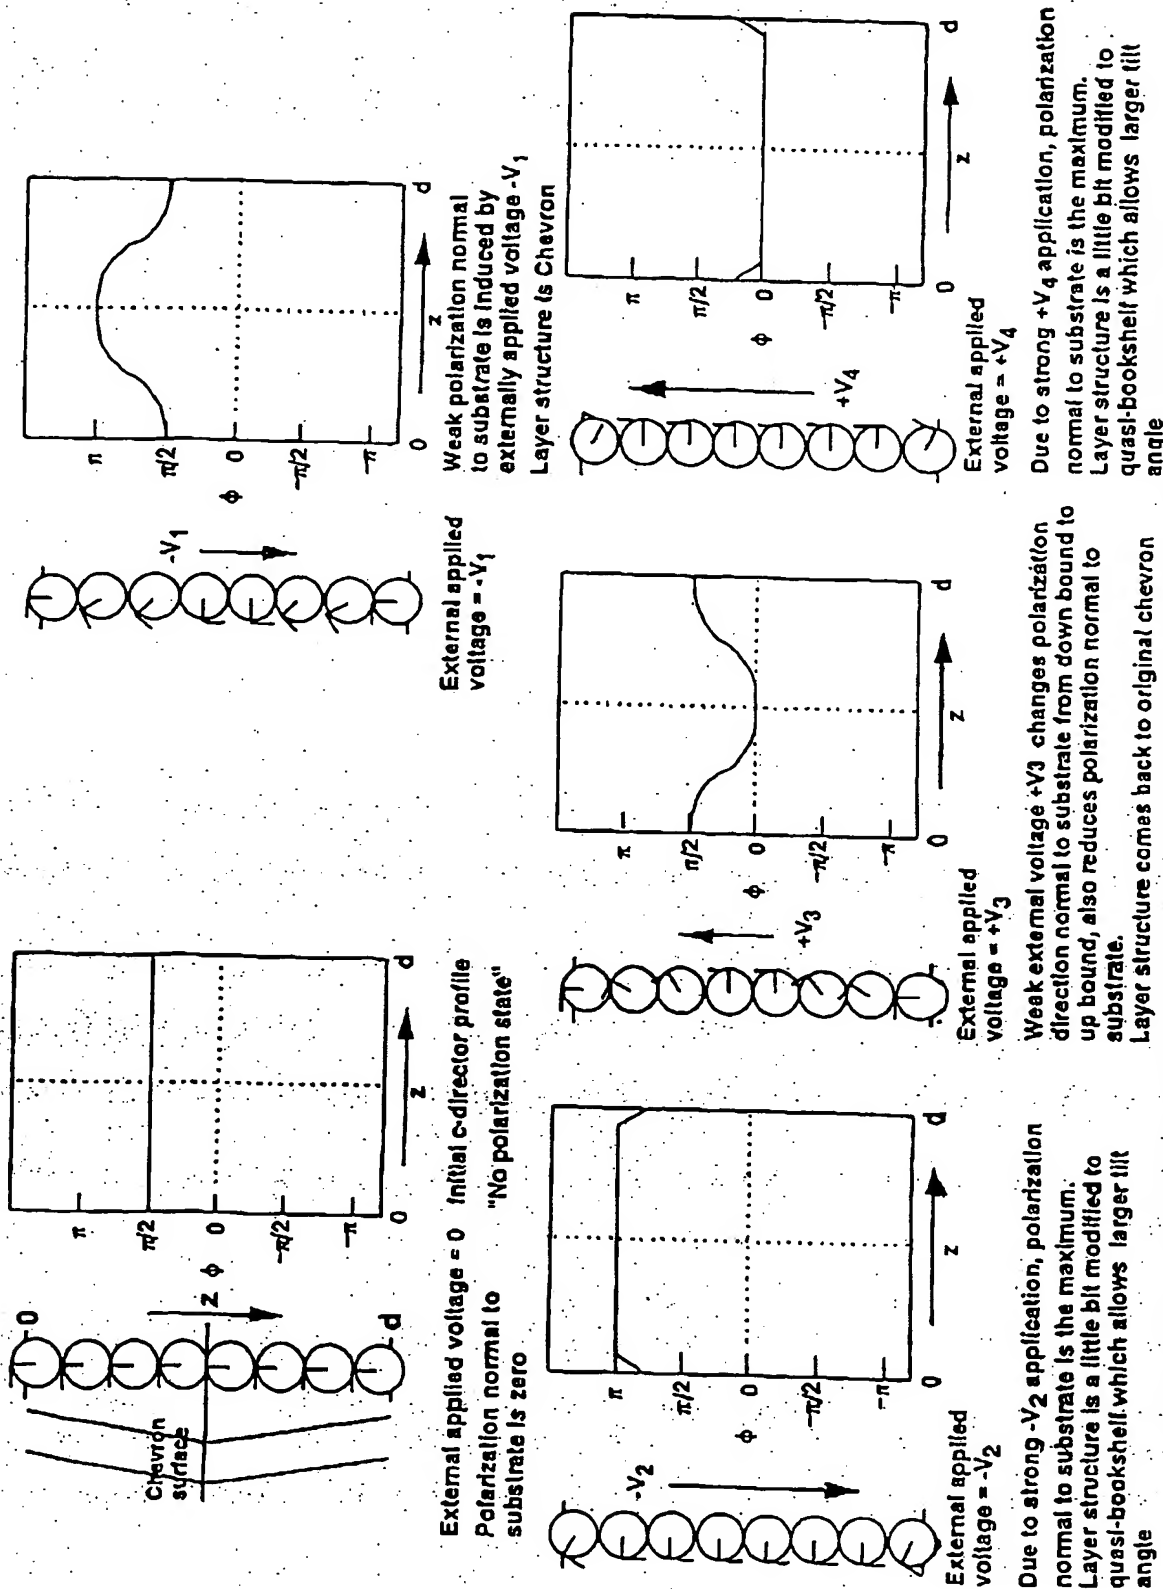 Chevron
surface
0
d
Z
π
π/2
0
-π/2
-π
ϕ
0
d
z
External applied voltage = 0
Polarization normal to
substrate is zero
Initial c-director profile
"No polarization state"
-V1
π
π/2
0
-π/2
-π
ϕ
0
d
z
External applied
voltage = -V1
Weak polarization normal
to substrate is induced by
externally applied voltage -V1
Layer structure is Chevron
-V2
π
π/2
0
-π/2
-π
ϕ
0
d
z
External applied
voltage = -V2
Due to strong -V2 application, polarization
normal to substrate is the maximum.
Layer structure is a little bit modified to
quasi-bookshelf which allows larger tilt
angle
+V3
π
π/2
0
-π/2
-π
ϕ
0
d
z
External applied
voltage = +V3
Weak external voltage +V3 changes polarization
direction normal to substrate from down bound to
up bound, also reduces polarization normal to
substrate.
Layer structure comes back to original chevron
+V4
π
π/2
0
-π/2
-π
ϕ
0
d
z
External applied
voltage = +V4
Due to strong +V4 application, polarization
normal to substrate is the maximum.
Layer structure is a little bit modified to
quasi-bookshelf which allows larger tilt
angle